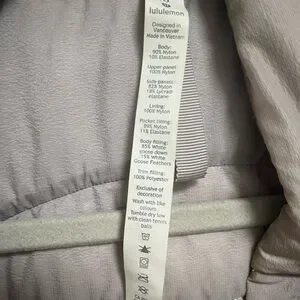 lululemon
Designed in
Vancouver
Made in Vietnam
Body:
90% Nylon
10% Elastane
Upper panel:
100% Nylon
Side panels:
82% Nylon
18% Lycra®
elastane
Lining:
100% Nylon
Pocket lining:
89% Nylon
11% Elastane
Body filling:
85% White
goose down
15% White
Goose Feathers
Trim filling:
100% Polyester
Exclusive of
decoration
Wash with like
colours
Tumble dry low
with clean tennis
balls